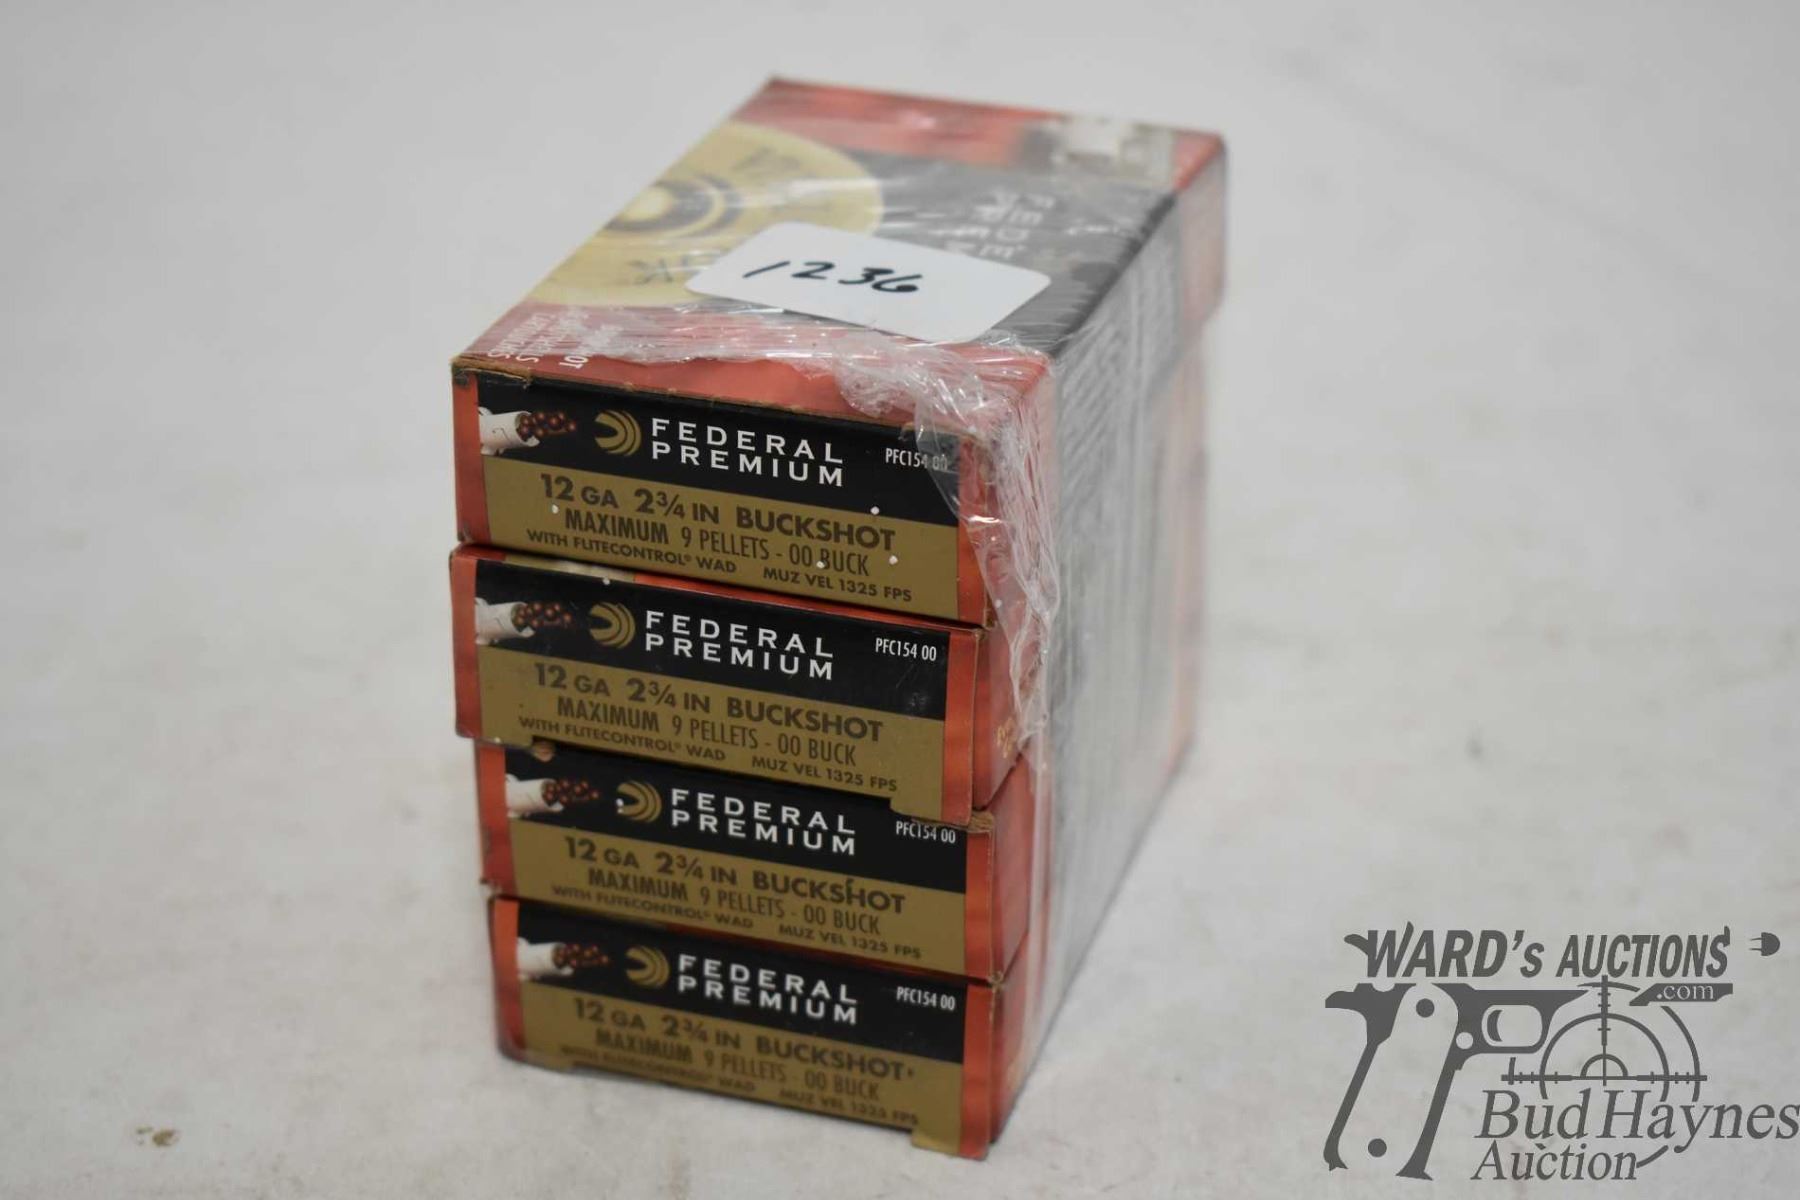 1236
FEDERAL
PREMIUM
PFC154 00
12 GA 2¾ IN BUCKSHOT
MAXIMUM 9 PELLETS - 00 BUCK
WITH FLITECONTROL® WAD MUZ VEL 1325 FPS
FEDERAL
PREMIUM
PFC154 00
12 GA 2¾ IN BUCKSHOT
MAXIMUM 9 PELLETS - 00 BUCK
WITH FLITECONTROL® WAD MUZ VEL 1325 FPS
FEDERAL
PREMIUM
PFC154 00
12 GA 2¾ IN BUCKSHOT
MAXIMUM 9 PELLETS - 00 BUCK
WITH FLITECONTROL® WAD MUZ VEL 1325 FPS
FEDERAL
PREMIUM
PFC154 00
12 GA 2¾ IN BUCKSHOT
MAXIMUM 9 PELLETS - 00 BUCK
WITH FLITECONTROL® WAD MUZ VEL 1325 FPS
WARD's AUCTIONS
.com
Bud Haynes
Auction